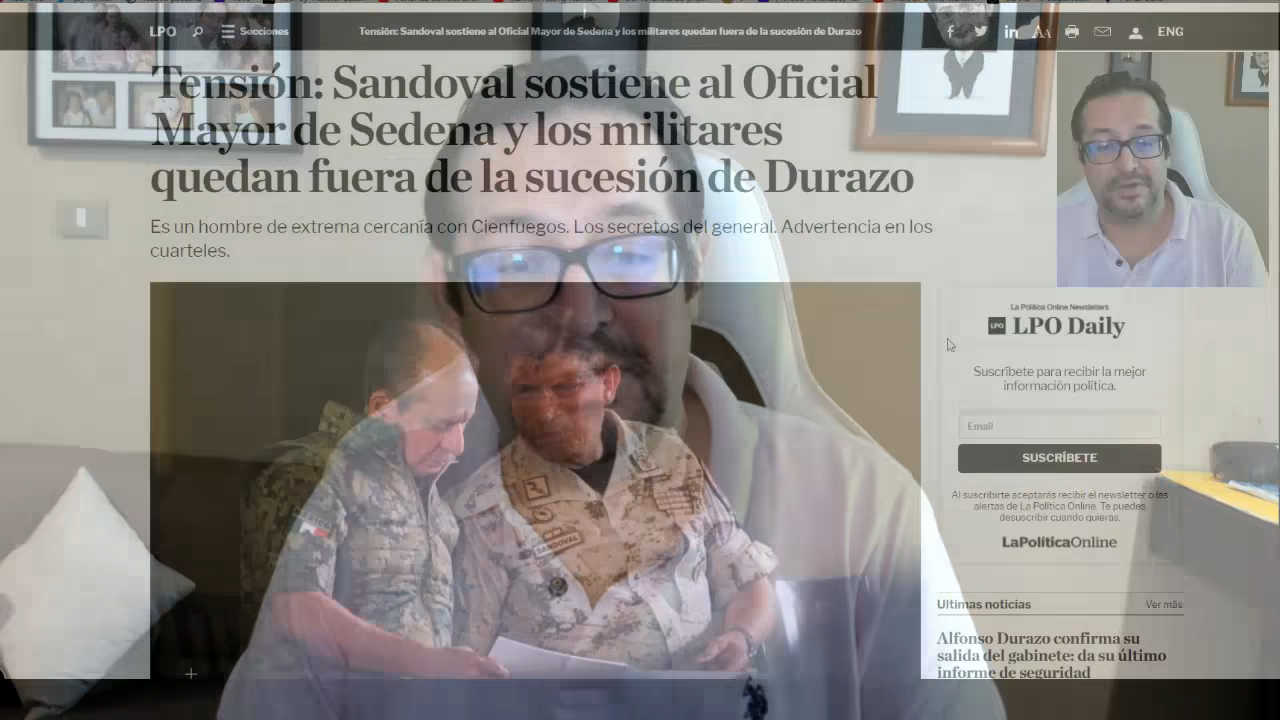 LPO
Secciones
Tensión: Sandoval sostiene al Oficial Mayor de Sedena y los militares quedan fuera de la sucesión de Durazo
AA
ENG
Tensión: Sandoval sostiene al Oficial
Mayor de Sedena y los militares
quedan fuera de la sucesión de Durazo
Es un hombre de extrema cercanía con Cienfuegos. Los secretos del general. Advertencia en los
cuarteles.
SANDOVAL
La Política Online Newsletters
LPO LPO Daily
Suscríbete para recibir la mejor
información política.
Email
SUSCRÍBETE
Al suscribirte aceptarás recibir el newsletter o las
alertas de La Política Online. Te puedes
desuscribir cuando quieras.
LaPolíticaOnline
Ultimas noticias
Ver más
Alfonso Durazo confirma su
salida del gabinete: da su último
informe de seguridad